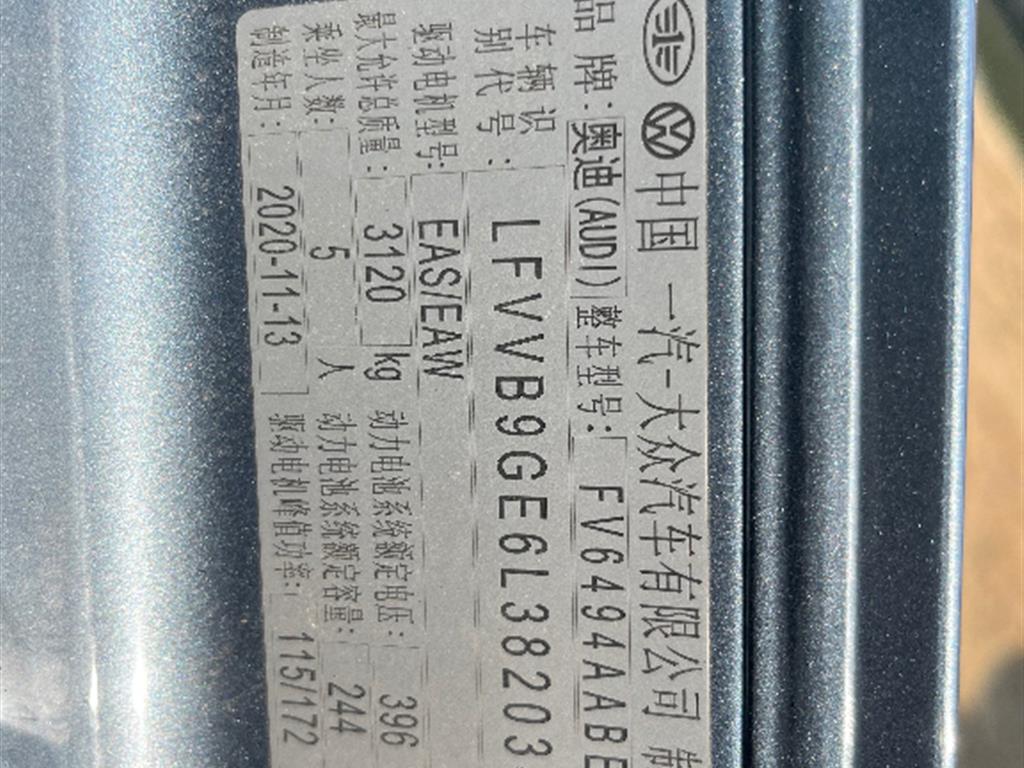 中国一汽-大众汽车有限公司 制
品牌:奥迪(AUDI) 整车型号: FV6494AABE
车辆识别代号: LFVVB9GE6L38203
驱动电机型号: EAS/EAW
最大允许总质量: 3120 kg 动力电池系统额定电压: 396
乘坐人数: 5 人 动力电池系统额定容量: 244
制造年月: 2020-11-13 驱动电机峰值功率: 115/172